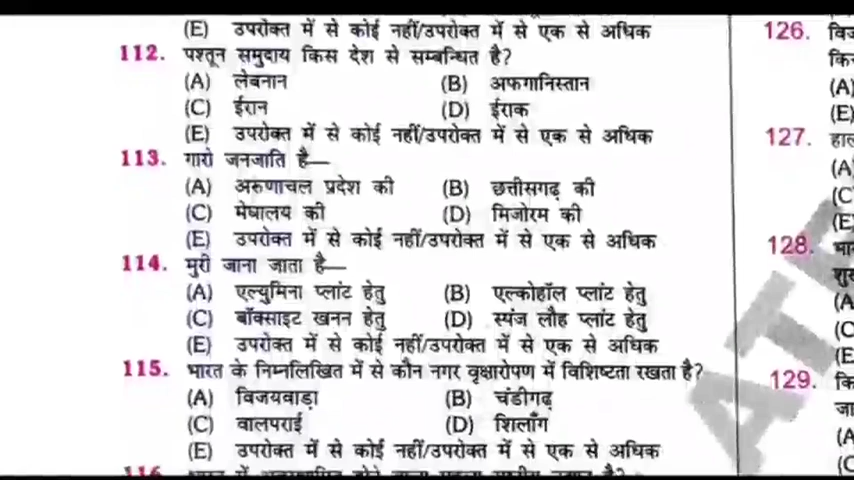 (E) उपरोक्त में से कोई नहीं/उपरोक्त में से एक से अधिक
112. पश्तून समुदाय किस देश से सम्बन्धित है?
(A) लेबनान (B) अफगानिस्तान
(C) ईरान (D) ईराक
(E) उपरोक्त में से कोई नहीं/उपरोक्त में से एक से अधिक
113. गारो जनजाति है—
(A) अरुणाचल प्रदेश की (B) छत्तीसगढ़ की
(C) मेघालय की (D) मिजोरम की
(E) उपरोक्त में से कोई नहीं/उपरोक्त में से एक से अधिक
114. मुरी जाना जाता है—
(A) एल्युमिना प्लांट हेतु (B) एल्कोहॉल प्लांट हेतु
(C) बॉक्साइट खनन हेतु (D) स्पंज लौह प्लांट हेतु
(E) उपरोक्त में से कोई नहीं/उपरोक्त में से एक से अधिक
115. भारत के निम्नलिखित में से कौन नगर वृक्षारोपण में विशिष्टता रखता है?
(A) विजयवाड़ा (B) चंडीगढ़
(C) वालपराई (D) शिलाँग
(E) उपरोक्त में से कोई नहीं/उपरोक्त में से एक से अधिक
116.
126.
(A)
(E)
127.
(A)
(C)
(E)
128.
(A)
(C)
(E)
129.
(A)
(C)